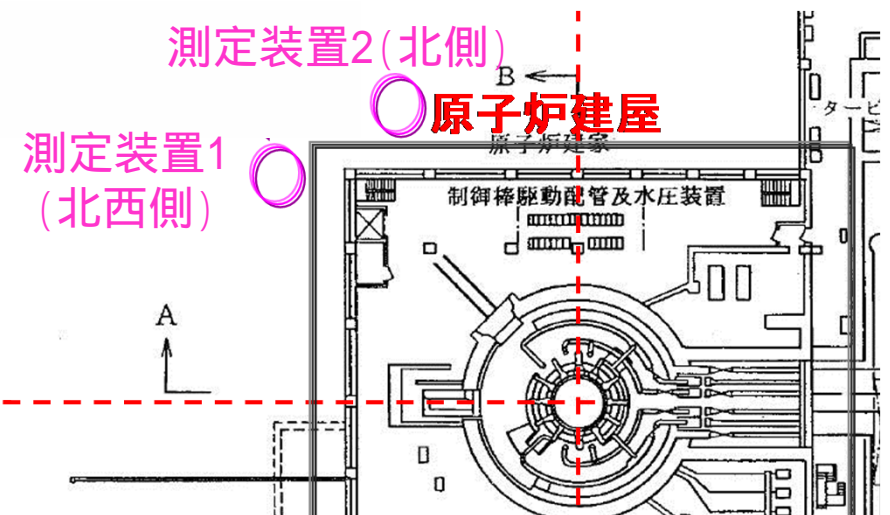 測定装置2(北側)
B
原子炉建屋
タービ
原子炉建家
測定装置1
(北西側)
制御棒駆動配管及水圧装置
A